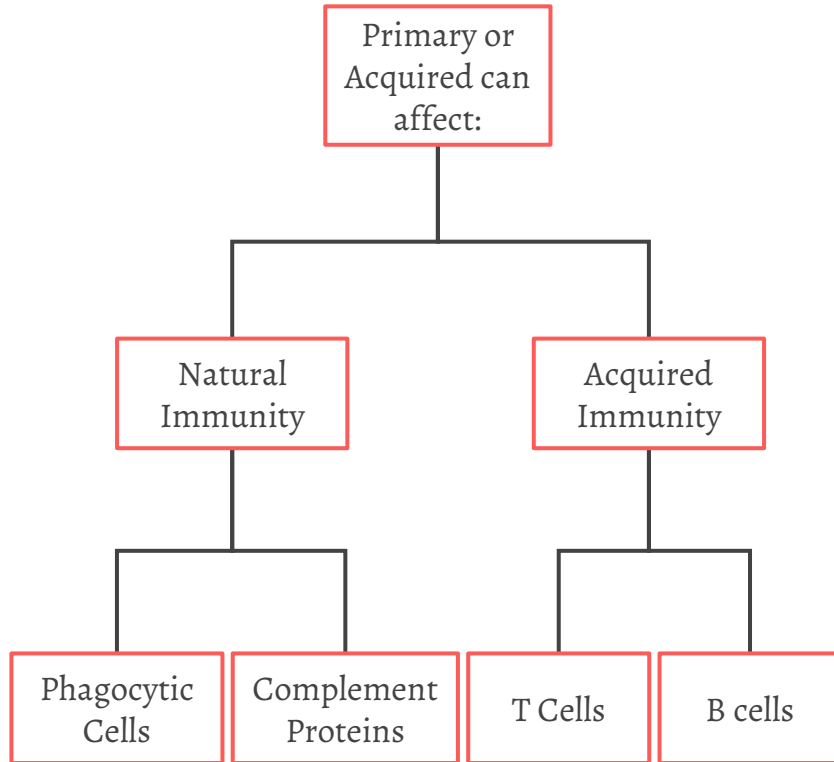 Primary or
Acquired can
affect:
Natural
Immunity
Acquired
Immunity
Phagocytic
Cells
Complement
Proteins
T Cells
B cells